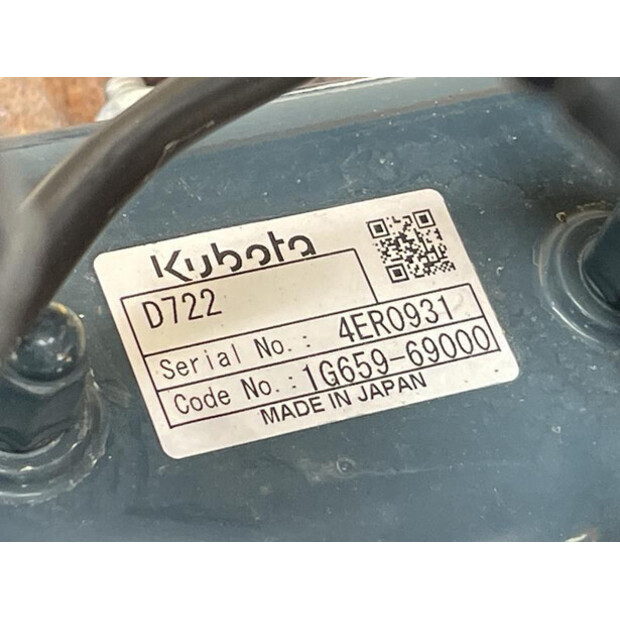 Kubota
D722
Serial No.: 4ER0931
Code No.: 1G659-69000
MADE IN JAPAN